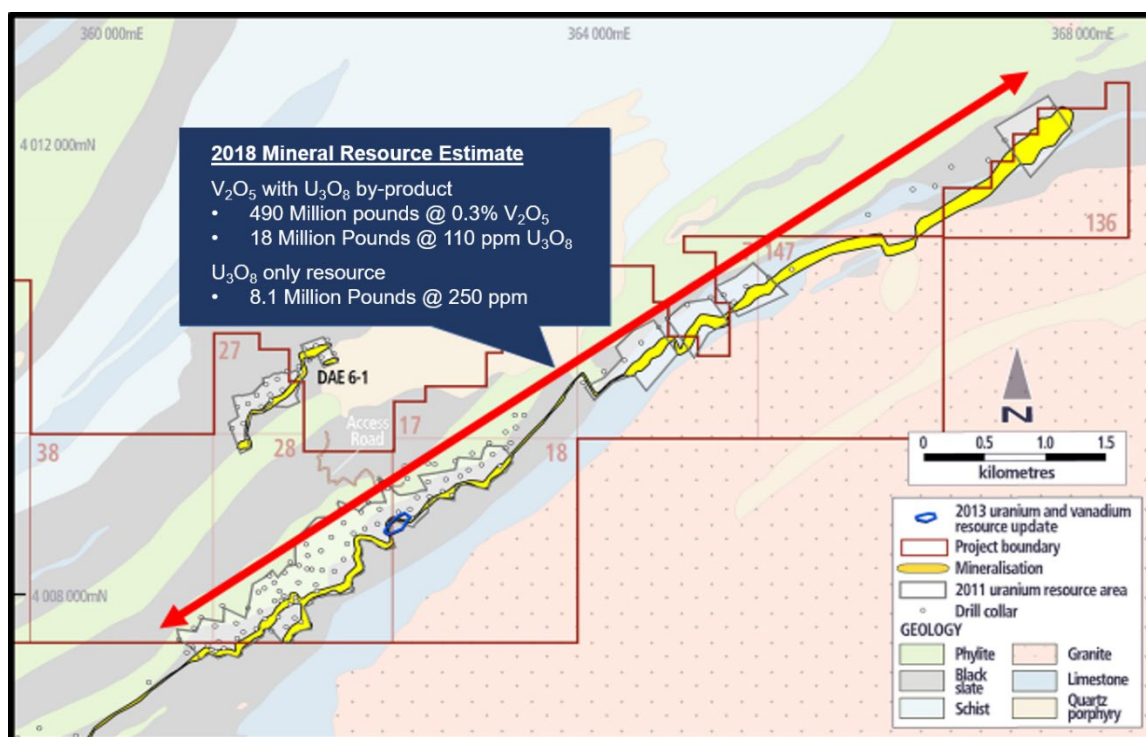 360 000mE
364 000mE
368 000mE
4 012 000mN
2018 Mineral Resource Estimate
V₂O₅ with U₃O₈ by-product
• 490 Million pounds @ 0.3% V₂O₅
• 18 Million Pounds @ 110 ppm U₃O₈
U₃O₈ only resource
• 8.1 Million Pounds @ 250 ppm
136
147
27
DAE 6-1
Access
Road
17
38
28
18
N
0 0.5 1.0 1.5
kilometres
4 008 000mN
2013 uranium and vanadium
resource update
Project boundary
Mineralisation
2011 uranium resource area
Drill collar
GEOLOGY
Phylite
Granite
Black
slate
Limestone
Schist
Quartz
porphyry